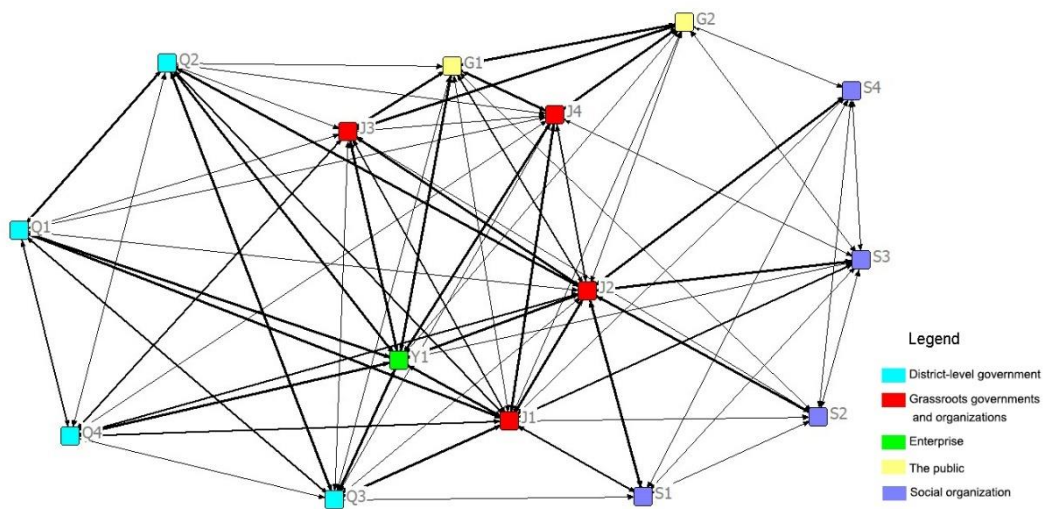 G2
Q2
G1
S4
J4
J3
Q1
S3
J2
Legend
Y1
District-level government
Grassroots governments
and organizations
J1
S2
Q4
Enterprise
The public
Q3
S1
Social organization